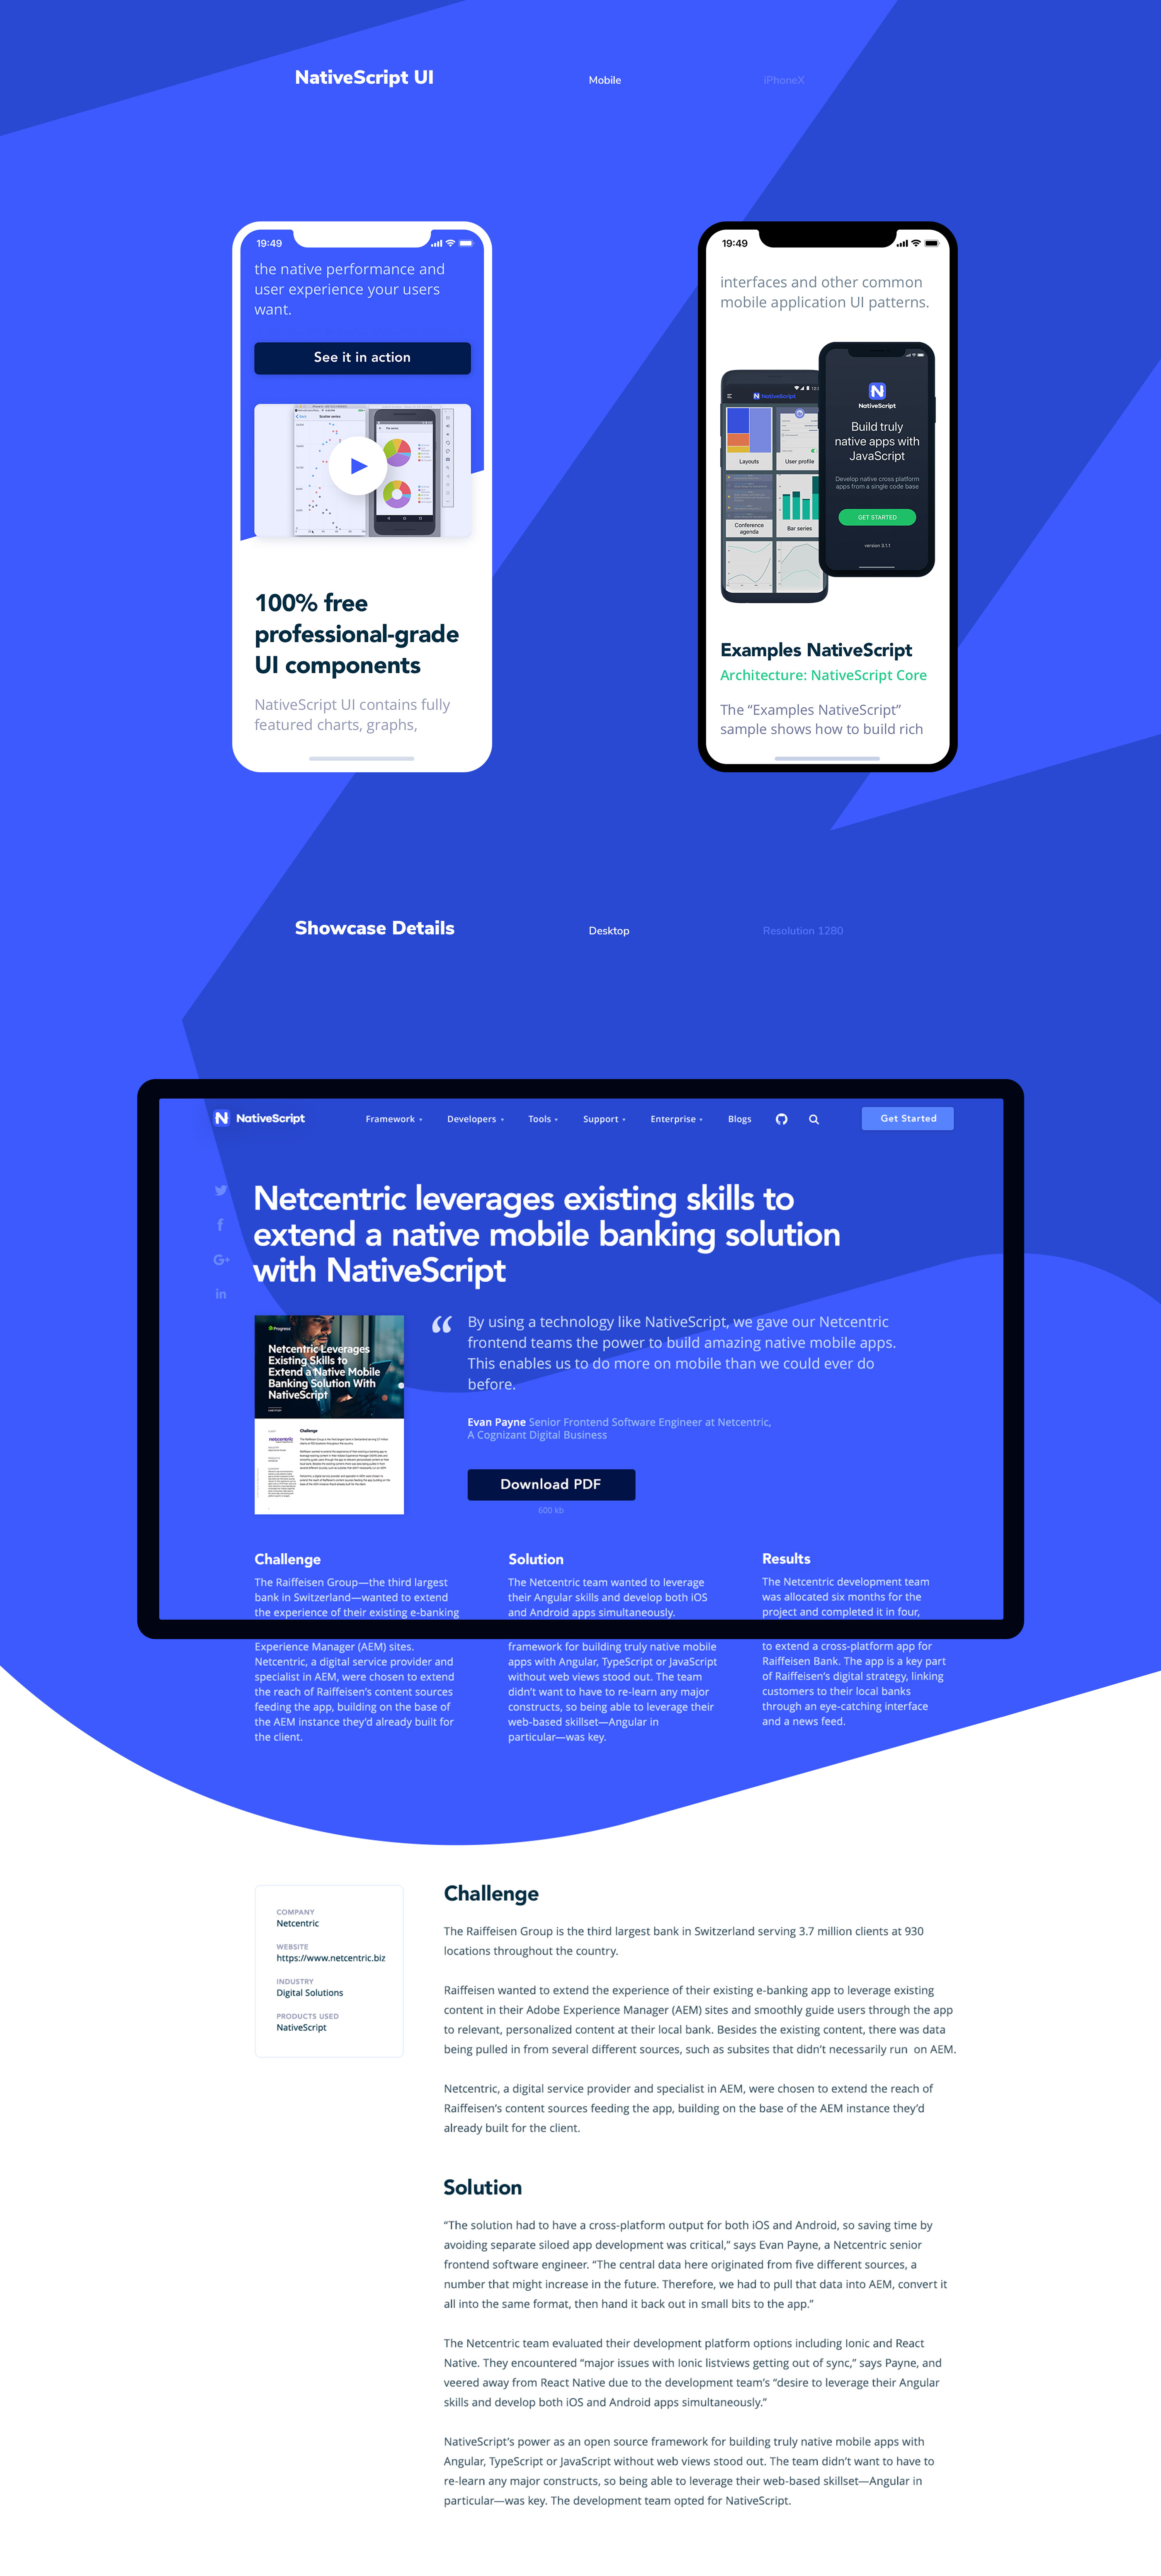 NativeScript UI
Mobile
iPhoneX
19:49
the native performance and
user experience your users
want.
See it in action
Scatter series
100% free
professional-grade
UI components
NativeScript UI contains fully
featured charts, graphs,
19:49
interfaces and other common
mobile application UI patterns.
NativeScript
Layouts
User profile
Conference
agenda
Bar series
NativeScript
Build truly
native apps with
JavaScript
Develop native cross platform
apps from a single code base
GET STARTED
version 3.1.1
Examples NativeScript
Architecture: NativeScript Core
The “Examples NativeScript”
sample shows how to build rich
Showcase Details
Desktop
Resolution 1280
NativeScript
Framework
Developers
Tools
Support
Enterprise
Blogs
Get Started
Netcentric leverages existing skills to
extend a native mobile banking solution
with NativeScript
Progress
Netcentric Leverages
Existing Skills to
Extend a Native Mobile
Banking Solution With
NativeScript
netcentric
Challenge
“ By using a technology like NativeScript, we gave our Netcentric
frontend teams the power to build amazing native mobile apps.
This enables us to do more on mobile than we could ever do
before.
Evan Payne Senior Frontend Software Engineer at Netcentric,
A Cognizant Digital Business
Download PDF
600 kb
Challenge
The Raiffeisen Group—the third largest
bank in Switzerland—wanted to extend
the experience of their existing e-banking
Experience Manager (AEM) sites.
Netcentric, a digital service provider and
specialist in AEM, were chosen to extend
the reach of Raiffeisen’s content sources
feeding the app, building on the base of
the AEM instance they’d already built for
the client.
Solution
The Netcentric team wanted to leverage
their Angular skills and develop both iOS
and Android apps simultaneously.
framework for building truly native mobile
apps with Angular, TypeScript or JavaScript
without web views stood out. The team
didn’t want to have to re-learn any major
constructs, so being able to leverage their
web-based skillset—Angular in
particular—was key.
Results
The Netcentric development team
was allocated six months for the
project and completed it in four,
to extend a cross-platform app for
Raiffeisen Bank. The app is a key part
of Raiffeisen’s digital strategy, linking
customers to their local banks
through an eye-catching interface
and a news feed.
COMPANY
Netcentric
WEBSITE
https://www.netcentric.biz
INDUSTRY
Digital Solutions
PRODUCTS USED
NativeScript
Challenge
The Raiffeisen Group is the third largest bank in Switzerland serving 3.7 million clients at 930
locations throughout the country.
Raiffeisen wanted to extend the experience of their existing e-banking app to leverage existing
content in their Adobe Experience Manager (AEM) sites and smoothly guide users through the app
to relevant, personalized content at their local bank. Besides the existing content, there was data
being pulled in from several different sources, such as subsites that didn’t necessarily run on AEM.
Netcentric, a digital service provider and specialist in AEM, were chosen to extend the reach of
Raiffeisen’s content sources feeding the app, building on the base of the AEM instance they’d
already built for the client.
Solution
“The solution had to have a cross-platform output for both iOS and Android, so saving time by
avoiding separate siloed app development was critical,” says Evan Payne, a Netcentric senior
frontend software engineer. “The central data here originated from five different sources, a
number that might increase in the future. Therefore, we had to pull that data into AEM, convert it
all into the same format, then hand it back out in small bits to the app.”
The Netcentric team evaluated their development platform options including Ionic and React
Native. They encountered “major issues with Ionic listviews getting out of sync,” says Payne, and
veered away from React Native due to the development team’s “desire to leverage their Angular
skills and develop both iOS and Android apps simultaneously.”
NativeScript’s power as an open source framework for building truly native mobile apps with
Angular, TypeScript or JavaScript without web views stood out. The team didn’t want to have to
re-learn any major constructs, so being able to leverage their web-based skillset—Angular in
particular—was key. The development team opted for NativeScript.